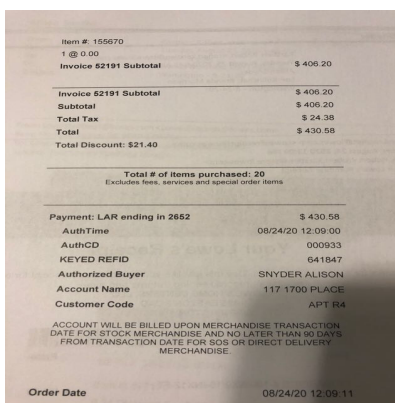 Item #: 155670
1 @ 0.00
Invoice 52191 Subtotal $ 406.20
Invoice 52191 Subtotal $ 406.20
Subtotal $ 406.20
Total Tax $ 24.38
Total $ 430.58
Total Discount: $21.40
Total # of items purchased: 20
Excludes fees, services and special order items
Payment: LAR ending in 2652 $ 430.58
AuthTime 08/24/20 12:09:00
AuthCD 000933
KEYED REFID 641847
Authorized Buyer SNYDER ALISON
Account Name 117 1700 PLACE
Customer Code APT R4
ACCOUNT WILL BE BILLED UPON MERCHANDISE TRANSACTION
DATE FOR STOCK MERCHANDISE AND NO LATER THAN 90 DAYS
FROM TRANSACTION DATE FOR SOS OR DIRECT DELIVERY
MERCHANDISE.
Order Date 08/24/20 12:09:11